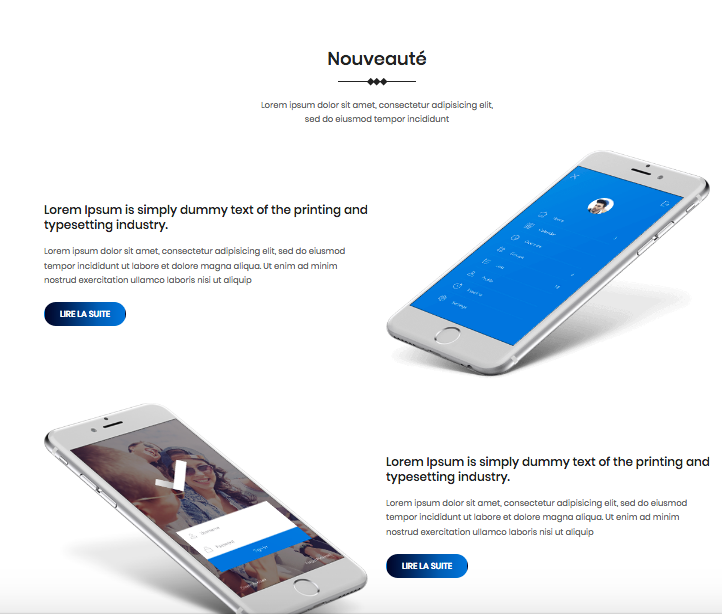 Nouveauté
Lorem ipsum dolor sit amet, consectetur adipisicing elit,
sed do eiusmod tempor incididunt
Lorem Ipsum is simply dummy text of the printing and
typesetting industry.
Lorem ipsum dolor sit amet, consectetur adipisicing elit, sed do eiusmod
tempor incididunt ut labore et dolore magna aliqua. Ut enim ad minim
nostrud exercitation ullamco laboris nisi ut aliquip
LIRE LA SUITE
Lorem Ipsum is simply dummy text of the printing and
typesetting industry.
Lorem ipsum dolor sit amet, consectetur adipisicing elit, sed do eiusmod
tempor incididunt ut labore et dolore magna aliqua. Ut enim ad minim
nostrud exercitation ullamco laboris nisi ut aliquip
LIRE LA SUITE